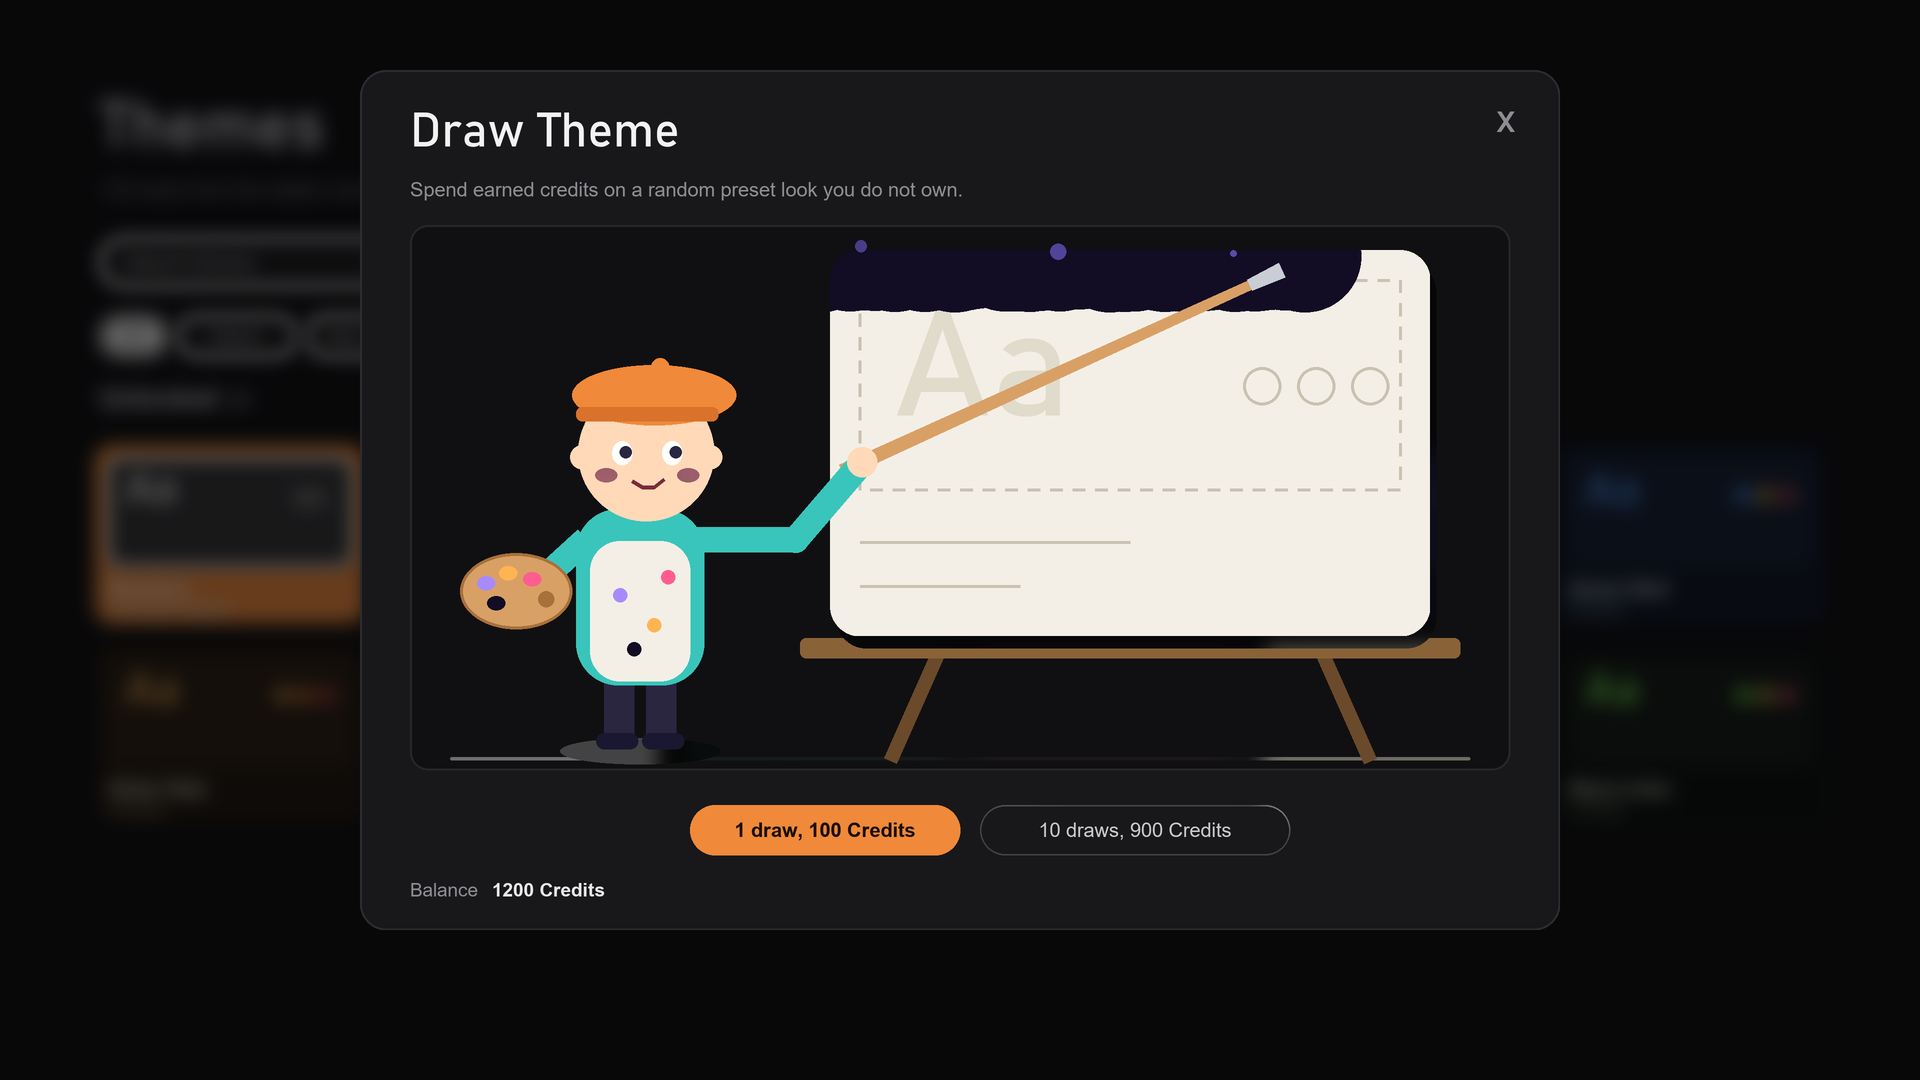 Themes
Draw Theme
X
Spend earned credits on a random preset look you do not own.
Aa
1 draw, 100 Credits
10 draws, 900 Credits
Balance 1200 Credits